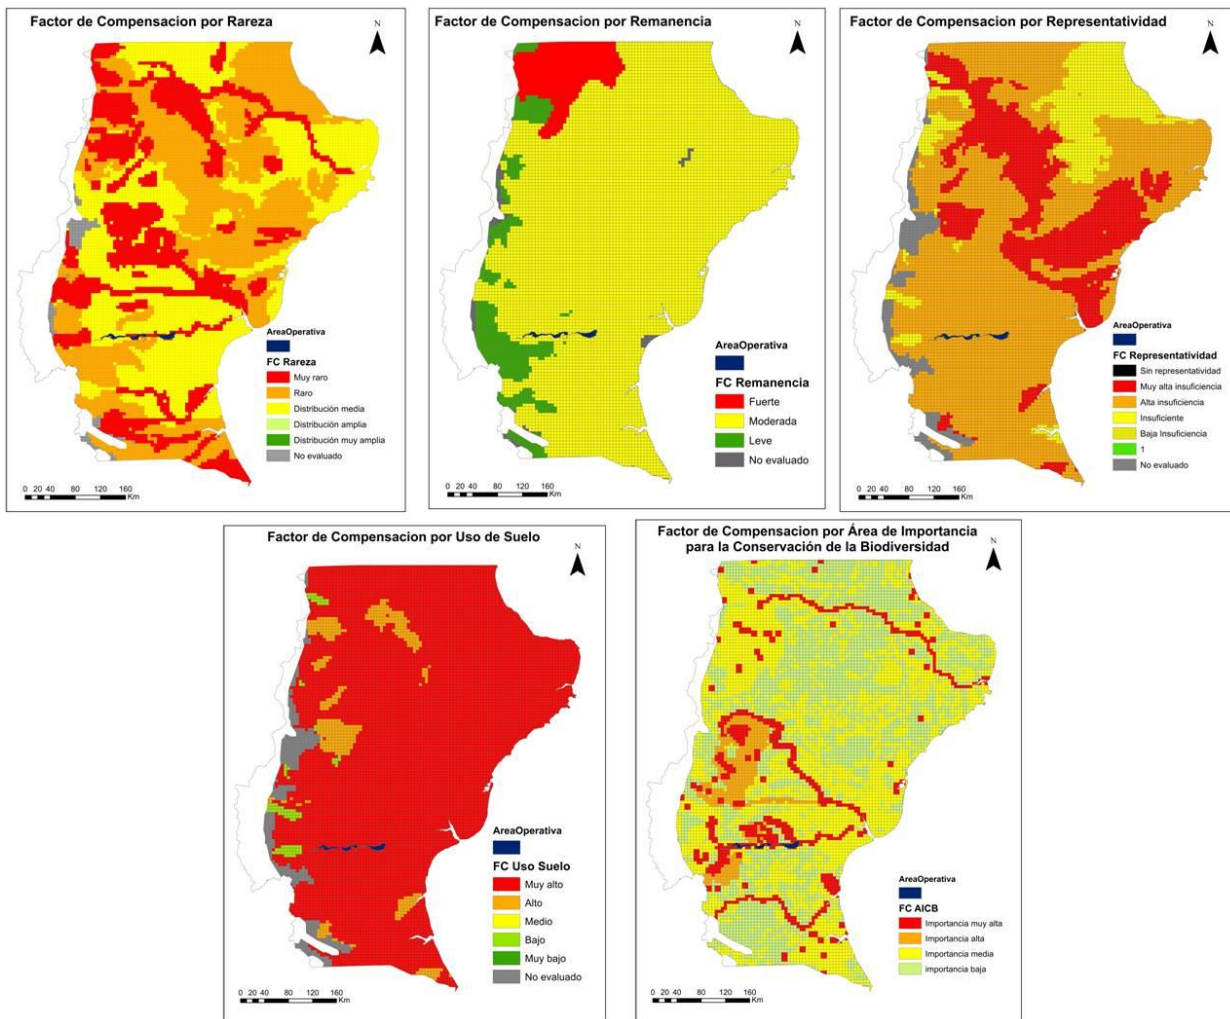 Factor de Compensacion por Rareza
N
AreaOperativa
FC Rareza
Muy raro
Raro
Distribución media
Distribución amplia
Distribución muy amplia
No evaluado
0 20 40 80 120 160
Km
Factor de Compensacion por Remanencia
N
AreaOperativa
FC Remanencia
Fuerte
Moderada
Leve
No evaluado
0 20 40 80 120 160
Km
Factor de Compensacion por Representatividad
N
AreaOperativa
FC Representatividad
Sin representatividad
Muy alta insuficiencia
Alta insuficiencia
Insuficiente
Baja Insuficiencia
1
No evaluado
0 20 40 80 120 160
Km
Factor de Compensacion por Uso de Suelo
N
AreaOperativa
FC Uso Suelo
Muy alto
Alto
Medio
Bajo
Muy bajo
No evaluado
0 20 40 80 120 160
Km
Factor de Compensacion por Área de Importancia
para la Conservación de la Biodiversidad
N
AreaOperativa
FC AICB
Importancia muy alta
Importancia alta
Importancia media
importancia baja
0 20 40 80 120 160
Km